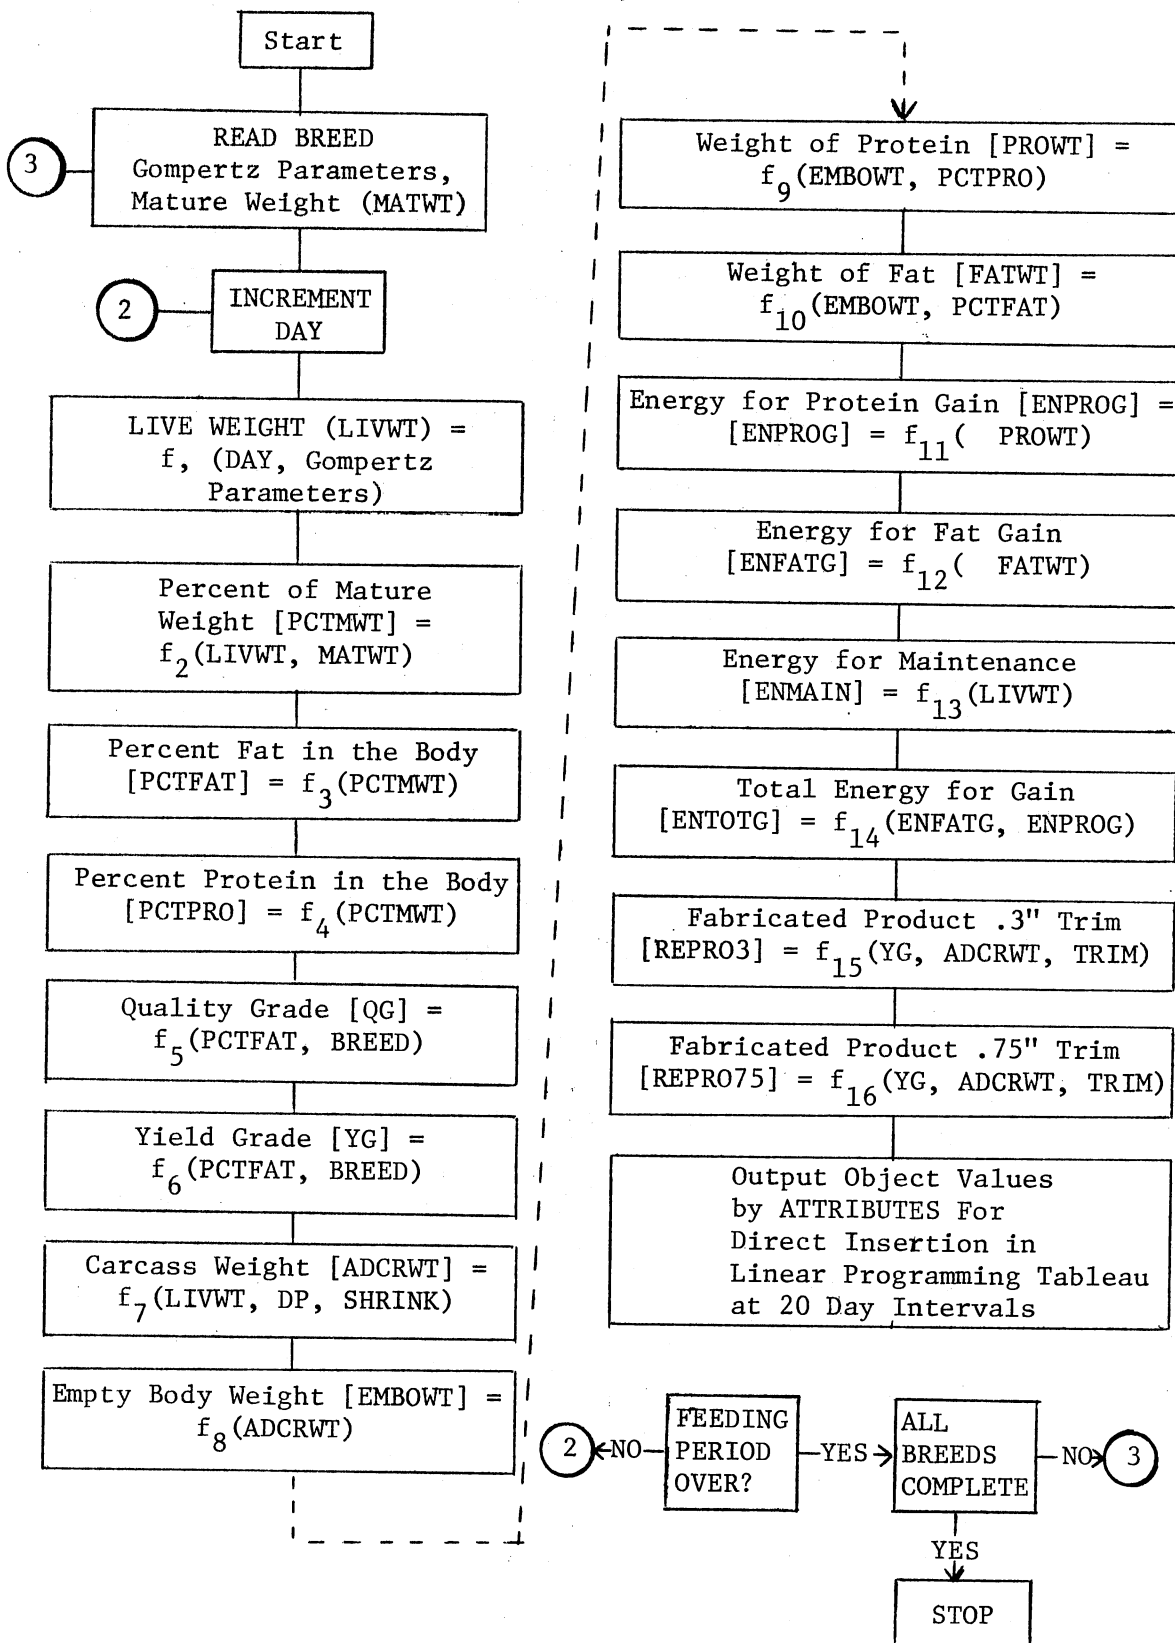 Start
READ BREED
Gompertz Parameters,
Mature Weight (MATWT)
3
INCREMENT
DAY
2
LIVE WEIGHT (LIVWT) =
f, (DAY, Gompertz
Parameters)
Percent of Mature
Weight [PCTMWT] =
f2(LIVWT, MATWT)
Percent Fat in the Body
[PCTFAT] = f3(PCTMWT)
Percent Protein in the Body
[PCTPRO] = f4(PCTMWT)
Quality Grade [QG] =
f5(PCTFAT, BREED)
Yield Grade [YG] =
f6(PCTFAT, BREED)
Carcass Weight [ADCRWT] =
f7(LIVWT, DP, SHRINK)
Empty Body Weight [EMBOWT] =
f8(ADCRWT)
Weight of Protein [PROWT] =
f9(EMBOWT, PCTPRO)
Weight of Fat [FATWT] =
f10(EMBOWT, PCTFAT)
Energy for Protein Gain [ENPROG] =
[ENPROG] = f11( PROWT)
Energy for Fat Gain
[ENFATG] = f12( FATWT)
Energy for Maintenance
[ENMAIN] = f13(LIVWT)
Total Energy for Gain
[ENTOTG] = f14(ENFATG, ENPROG)
Fabricated Product .3" Trim
[REPRO3] = f15(YG, ADCRWT, TRIM)
Fabricated Product .75" Trim
[REPRO75] = f16(YG, ADCRWT, TRIM)
Output Object Values
by ATTRIBUTES For
Direct Insertion in
Linear Programming Tableau
at 20 Day Intervals
FEEDING
PERIOD
OVER?
NO
2
YES
ALL
BREEDS
COMPLETE
NO
3
YES
STOP